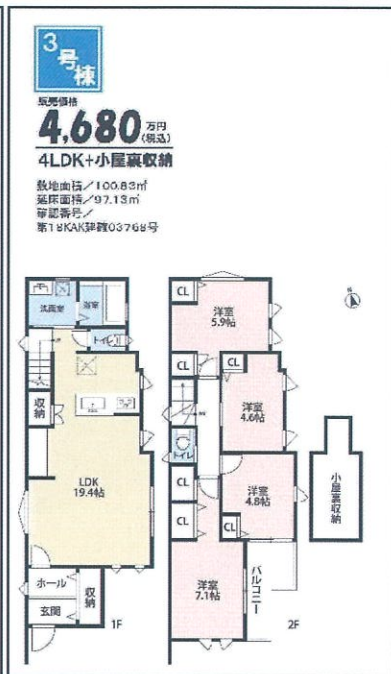 3号棟
販売価格
4,680万円(税込)
4LDK+小屋裏収納
敷地面積/100.83㎡
延床面積/97.13㎡
確認番号/
第18KAK建確03768号
洗面室
浴室
トイレ
収納
LDK
19.4帖
ホール
収納
玄関
1F
CL
洋室
5.9帖
CL
CL
洋室
4.6帖
トイレ
CL
洋室
4.8帖
CL
CL
洋室
7.1帖
バルコニー
2F
小屋裏収納